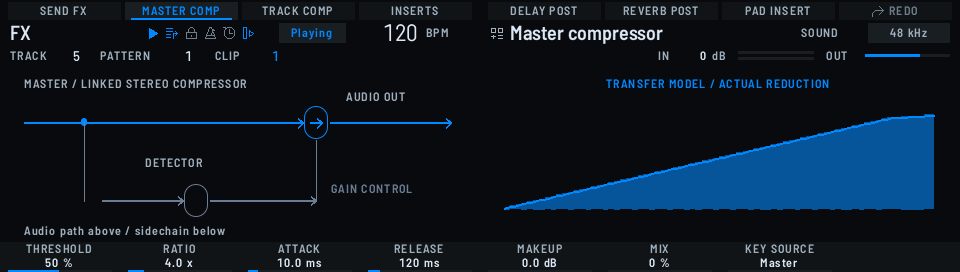 SEND FX MASTER COMP TRACK COMP INSERTS DELAY POST REVERB POST PAD INSERT REDO
FX Playing 120 BPM Master compressor SOUND 48 kHz
TRACK 5 PATTERN 1 CLIP 1 IN 0 dB OUT
MASTER / LINKED STEREO COMPRESSOR TRANSFER MODEL / ACTUAL REDUCTION
AUDIO OUT
DETECTOR
GAIN CONTROL
Audio path above / sidechain below
THRESHOLD RATIO ATTACK RELEASE MAKEUP MIX KEY SOURCE
50 % 4.0 x 10.0 ms 120 ms 0.0 dB 0 % Master